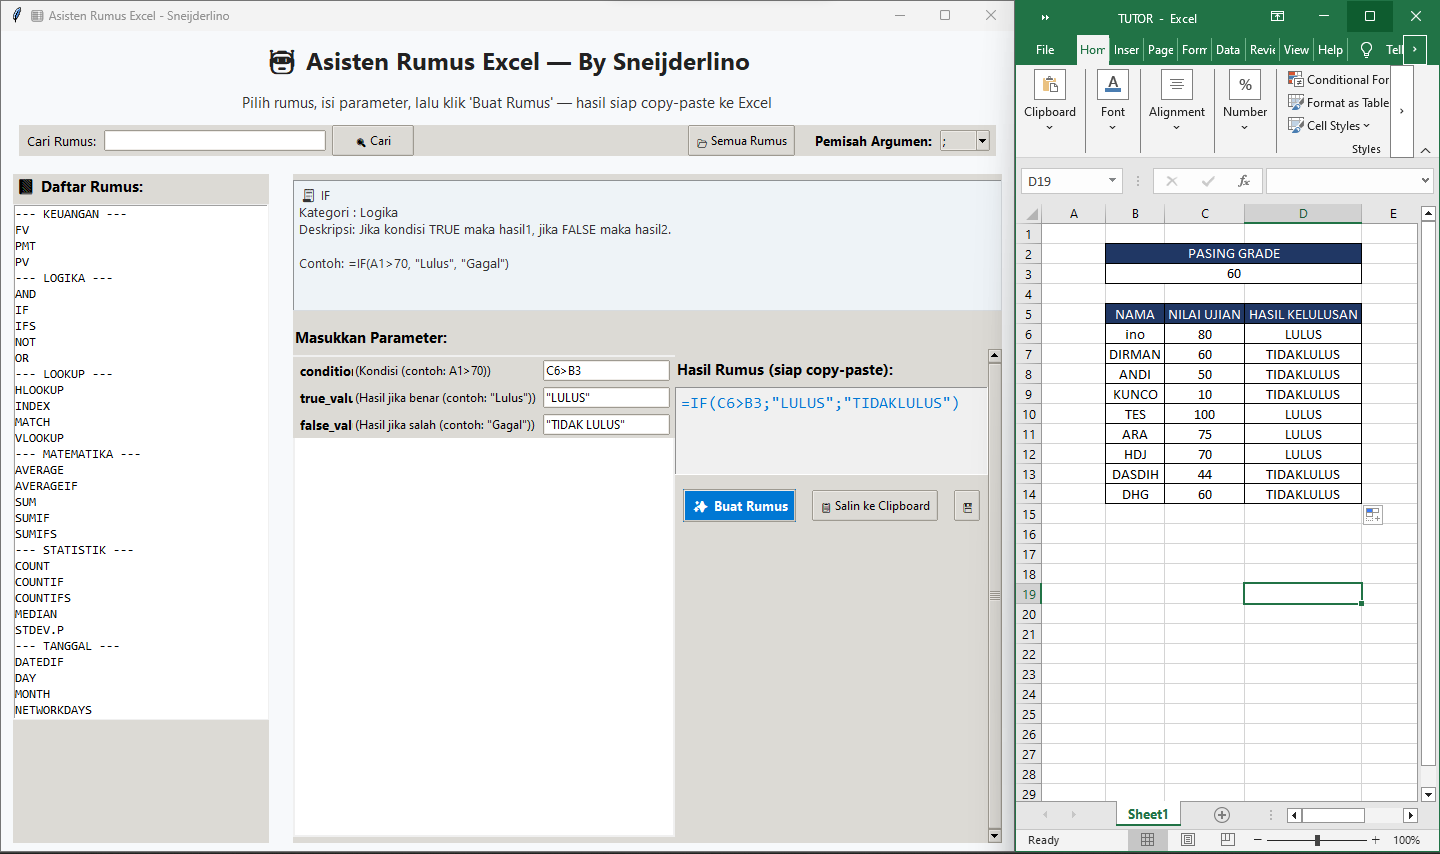 Asisten Rumus Excel - Sneijderlino
Asisten Rumus Excel — By Sneijderlino
Pilih rumus, isi parameter, lalu klik 'Buat Rumus' — hasil siap copy-paste ke Excel
Cari Rumus:
Cari
Semua Rumus
Pemisah Argumen:
;
Daftar Rumus:
--- KEUANGAN ---
FV
PMT
PV
--- LOGIKA ---
AND
IF
IFS
NOT
OR
--- LOOKUP ---
HLOOKUP
INDEX
MATCH
VLOOKUP
--- MATEMATIKA ---
AVERAGE
AVERAGEIF
SUM
SUMIF
SUMIFS
--- STATISTIK ---
COUNT
COUNTIF
COUNTIFS
MEDIAN
STDEV.P
--- TANGGAL ---
DATEDIF
DAY
MONTH
NETWORKDAYS
IF
Kategori : Logika
Deskripsi: Jika kondisi TRUE maka hasil1, jika FALSE maka hasil2.
Contoh: =IF(A1>70, "Lulus", "Gagal")
Masukkan Parameter:
condition (Kondisi (contoh: A1>70)) C6>B3
true_valu (Hasil jika benar (contoh: "Lulus")) "LULUS"
false_val (Hasil jika salah (contoh: "Gagal")) "TIDAK LULUS"
Hasil Rumus (siap copy-paste):
=IF(C6>B3;"LULUS";"TIDAKLULUS")
Buat Rumus
Salin ke Clipboard
TUTOR - Excel
File Hom Inser Page Form Data Revie View Help Tell
Clipboard
Font
Alignment
Number
Conditional For
Format as Table
Cell Styles
Styles
D19
fx
A B C D E
1
2 PASING GRADE
3 60
4
5 NAMA NILAI UJIAN HASIL KELULUSAN
6 ino 80 LULUS
7 DIRMAN 60 TIDAKLULUS
8 ANDI 50 TIDAKLULUS
9 KUNCO 10 TIDAKLULUS
10 TES 100 LULUS
11 ARA 75 LULUS
12 HDJ 70 LULUS
13 DASDIH 44 TIDAKLULUS
14 DHG 60 TIDAKLULUS
15
16
17
18
19
20
21
22
23
24
25
26
27
28
29
Sheet1
Ready
100%